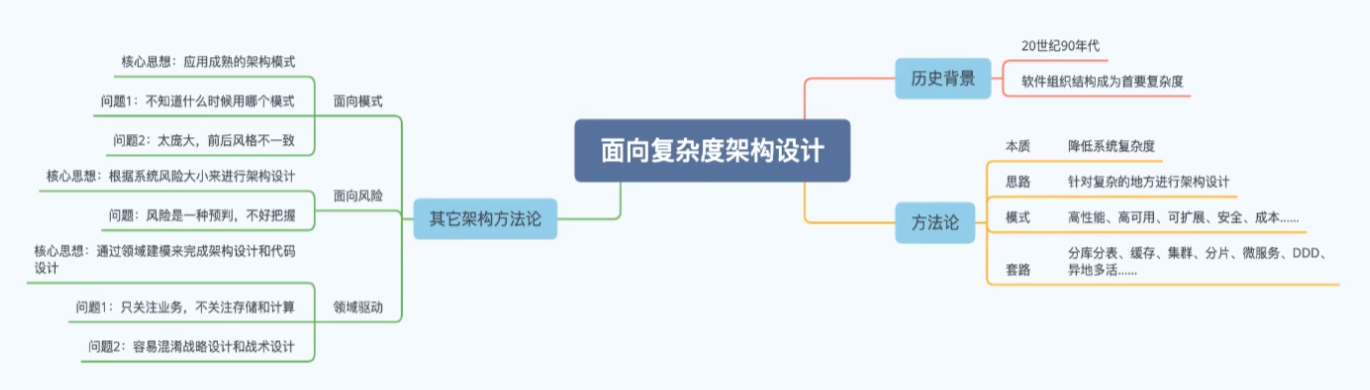 面向复杂度架构设计
历史背景
20世纪90年代
软件组织结构成为首要复杂度
方法论
本质 降低系统复杂度
思路 针对复杂的地方进行架构设计
模式 高性能、高可用、可扩展、安全、成本……
套路 分库分表、缓存、集群、分片、微服务、DDD、
异地多活……
其它架构方法论
面向模式
核心思想：应用成熟的架构模式
问题1：不知道什么时候用哪个模式
问题2：太庞大，前后风格不一致
面向风险
核心思想：根据系统风险大小来进行架构设计
问题：风险是一种预判，不好把握
领域驱动
核心思想：通过领域建模来完成架构设计和代码
设计
问题1：只关注业务，不关注存储和计算
问题2：容易混淆战略设计和战术设计